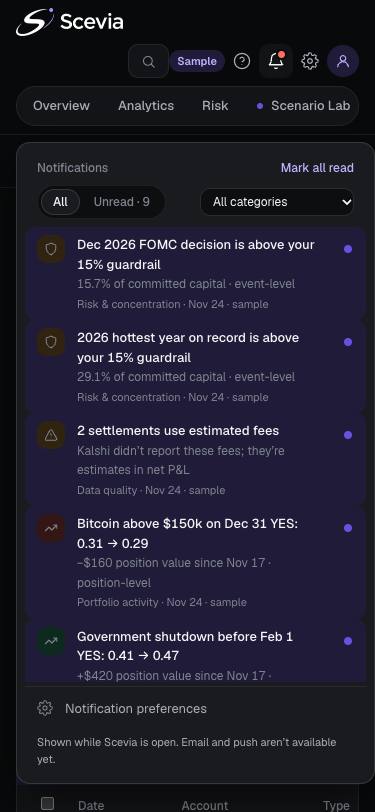 Scevia
Sample
Overview Analytics Risk Scenario Lab
Notifications Mark all read
All Unread · 9 All categories
Dec 2026 FOMC decision is above your
15% guardrail
15.7% of committed capital · event-level
Risk & concentration · Nov 24 · sample
2026 hottest year on record is above
your 15% guardrail
29.1% of committed capital · event-level
Risk & concentration · Nov 24 · sample
2 settlements use estimated fees
Kalshi didn't report these fees; they're
estimates in net P&L
Data quality · Nov 24 · sample
Bitcoin above $150k on Dec 31 YES:
0.31 → 0.29
−$160 position value since Nov 17 ·
position-level
Portfolio activity · Nov 24 · sample
Government shutdown before Feb 1
YES: 0.41 → 0.47
+$420 position value since Nov 17 ·
Notification preferences
Shown while Scevia is open. Email and push aren't available
yet.
Date Account Type